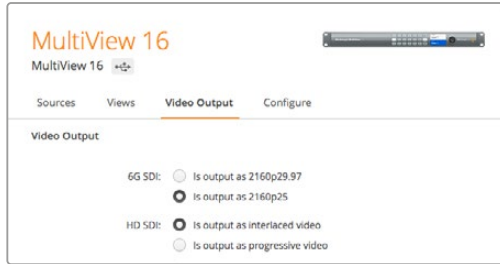 MultiView 16
MultiView 16
Sources Views Video Output Configure
Video Output
6G SDI: Is output as 2160p29.97
Is output as 2160p25
HD SDI: Is output as interlaced video
Is output as progressive video